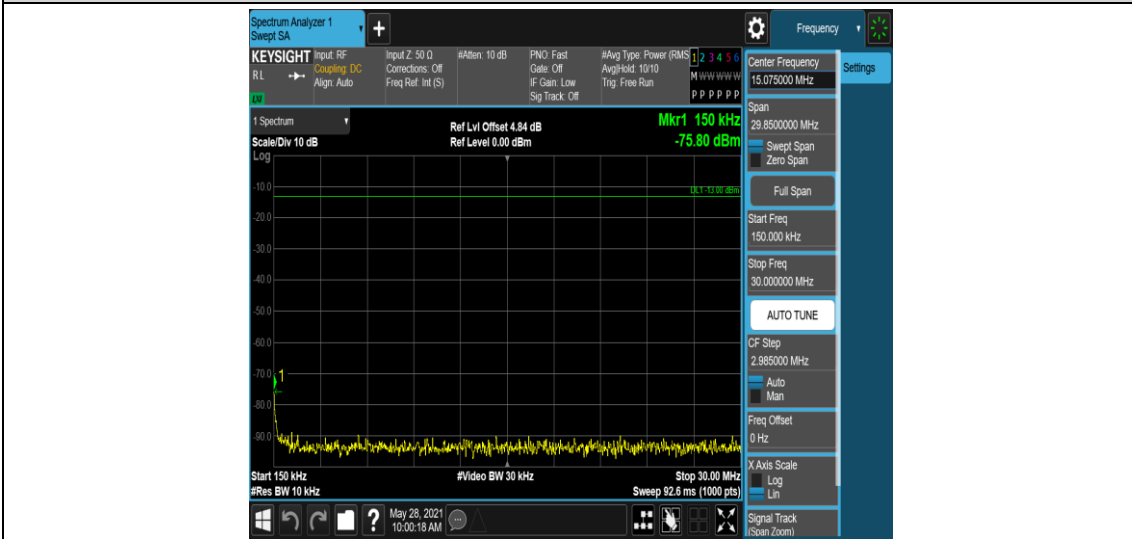 Spectrum Analyzer 1
Swept SA
+
Frequency
KEYSIGHT
RL
Input: RF
Coupling: DC
Align: Auto
Input Z: 50 Ω
Corrections: Off
Freq Ref: Int (S)
#Atten: 10 dB
PNO: Fast
Gate: Off
IF Gain: Low
Sig Track: Off
#Avg Type: Power (RMS
Avg|Hold: 10/10
Trig: Free Run
1 2 3 4 5 6
M W W W W W
P P P P P P
1 Spectrum
Scale/Div 10 dB
Log
Ref Lvl Offset 4.84 dB
Ref Level 0.00 dBm
Mkr1 150 kHz
-75.80 dBm
DL1 -13.00 dBm
-10.0
-20.0
-30.0
-40.0
-50.0
-60.0
-70.0
1
-80.0
-90.0
Start 150 kHz
#Res BW 10 kHz
#Video BW 30 kHz
Stop 30.00 MHz
Sweep 92.6 ms (1000 pts)
Center Frequency
15.075000 MHz
Settings
Span
29.8500000 MHz
Swept Span
Zero Span
Full Span
Start Freq
150.000 kHz
Stop Freq
30.000000 MHz
AUTO TUNE
CF Step
2.985000 MHz
Auto
Man
Freq Offset
0 Hz
X Axis Scale
Log
Lin
Signal Track
(Span Zoom)
?
May 28, 2021
10:00:18 AM